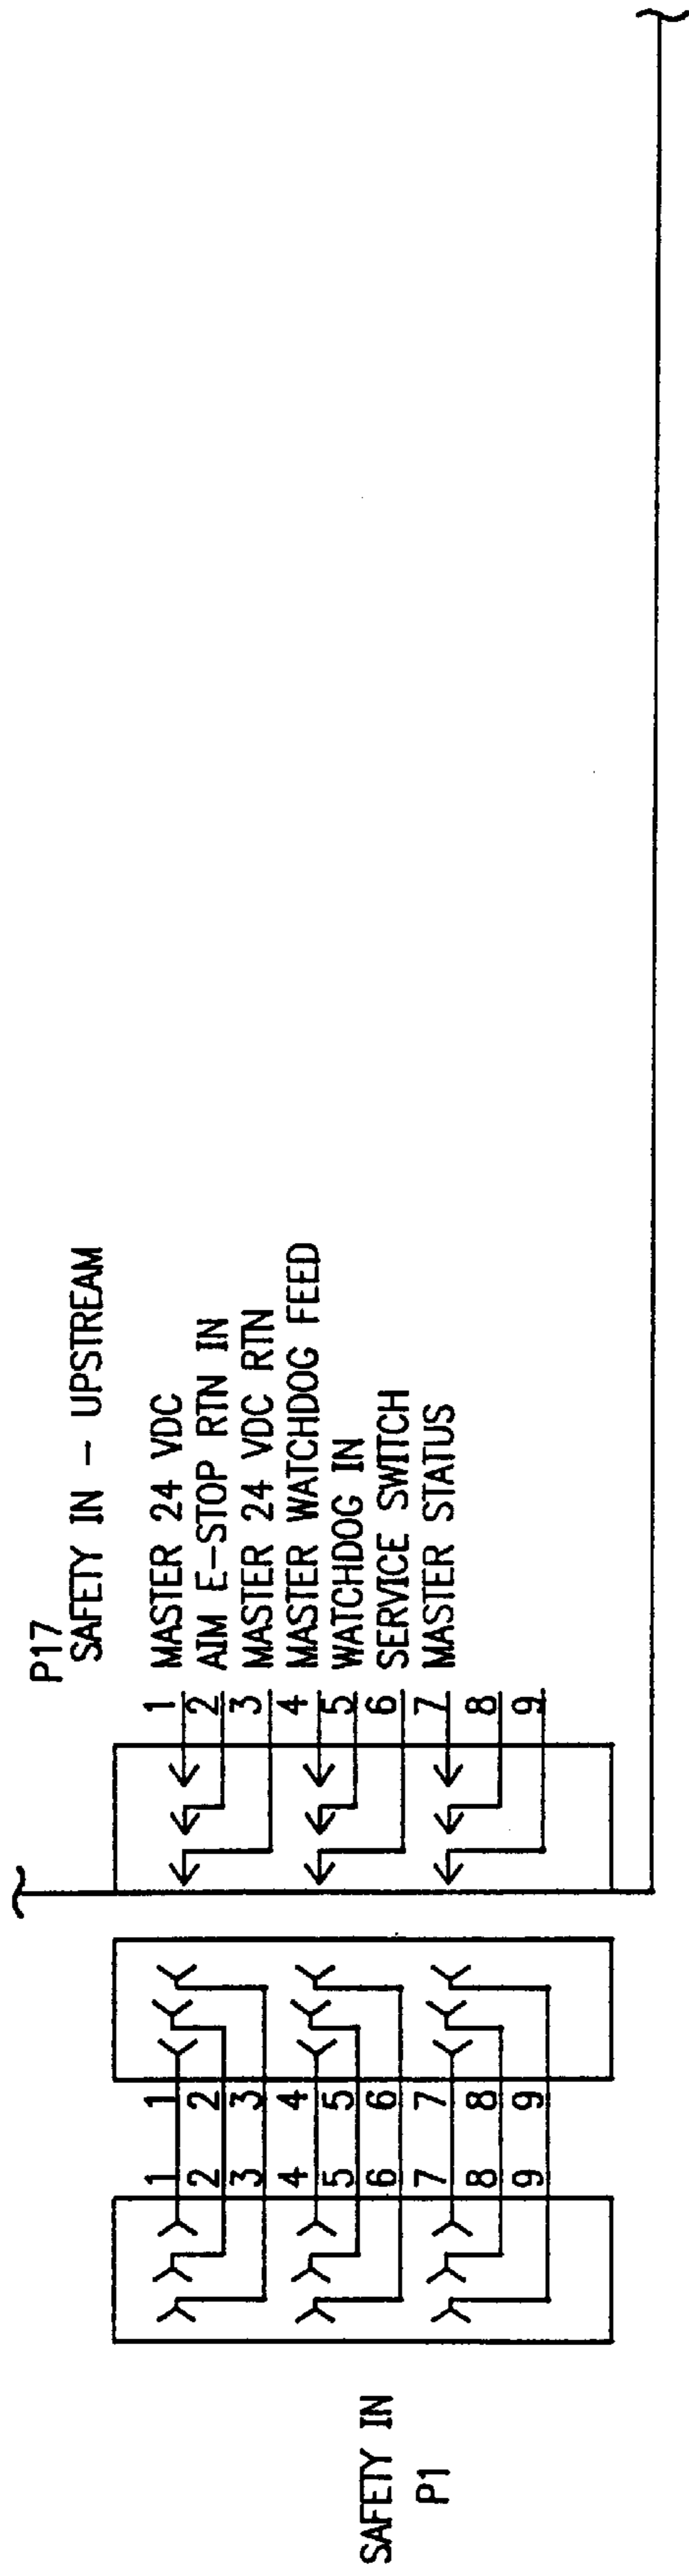 P17
SAFETY IN – UPSTREAM
1 MASTER 24 VDC
2 AIM E–STOP RTN IN
3 MASTER 24 VDC RTN
4 MASTER WATCHDOG FEED
5 WATCHDOG IN
6 SERVICE SWITCH
7 MASTER STATUS
8
9
1 1
2 2
3 3
4 4
5 5
6 6
7 7
8 8
9 9
SAFETY IN
P1